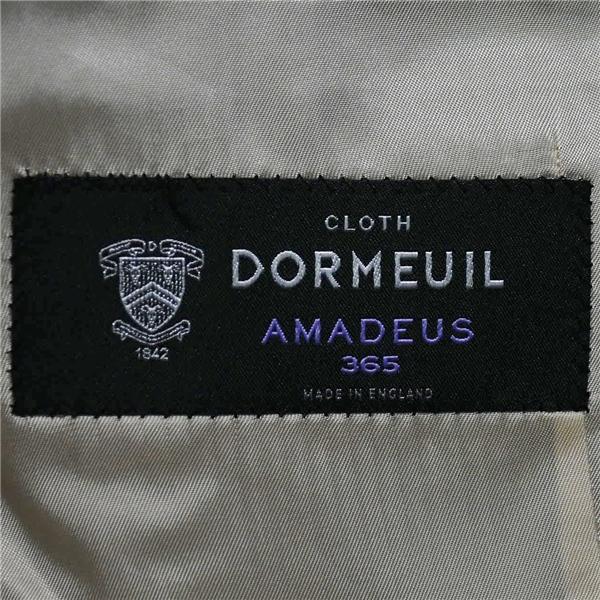 CLOTH
DORMEUIL
AMADEUS
365
MADE IN ENGLAND
D
1842